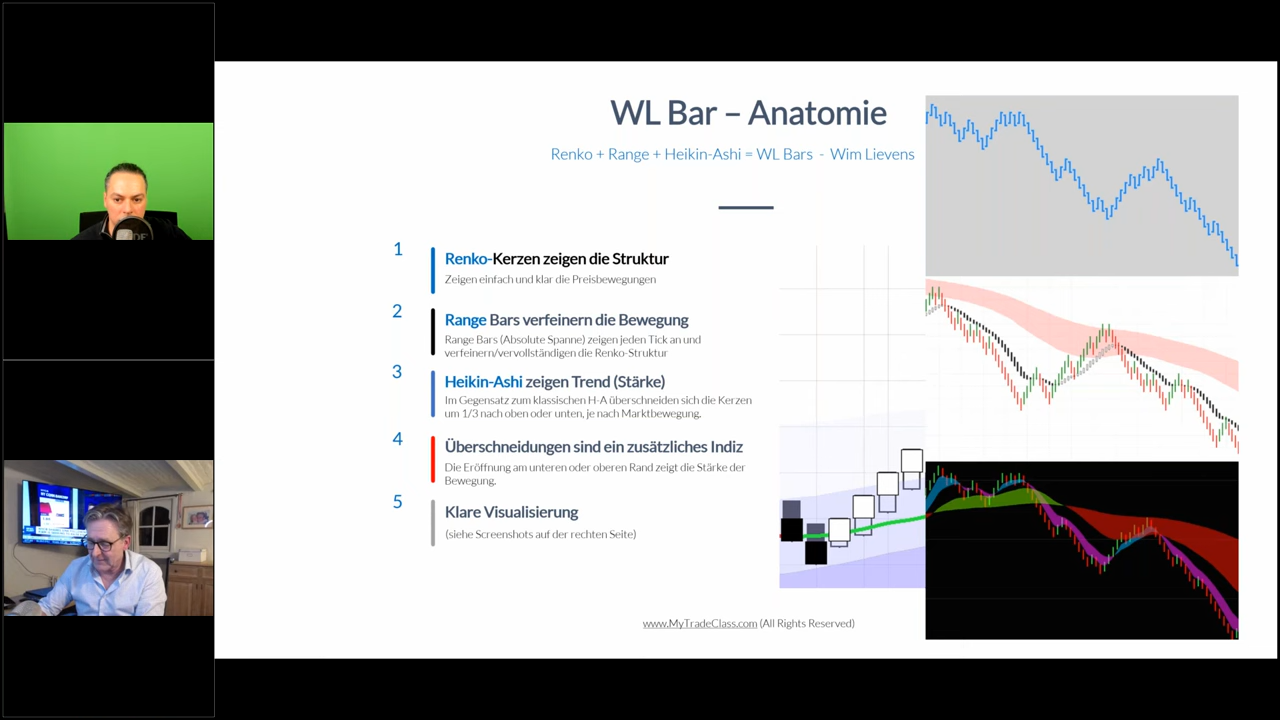 WL Bar – Anatomie
Renko + Range + Heikin-Ashi = WL Bars - Wim Lievens
1
Renko-Kerzen zeigen die Struktur
Zeigen einfach und klar die Preisbewegungen
2
Range Bars verfeinern die Bewegung
Range Bars (Absolute Spanne) zeigen jeden Tick an und
verfeinern/vervollständigen die Renko-Struktur
3
Heikin-Ashi zeigen Trend (Stärke)
Im Gegensatz zum klassischen H-A überschneiden sich die Kerzen
um 1/3 nach oben oder unten, je nach Marktbewegung.
4
Überschneidungen sind ein zusätzliches Indiz
Die Eröffnung am unteren oder oberen Rand zeigt die Stärke der
Bewegung.
5
Klare Visualisierung
(siehe Screenshots auf der rechten Seite)
www.MyTradeClass.com (All Rights Reserved)